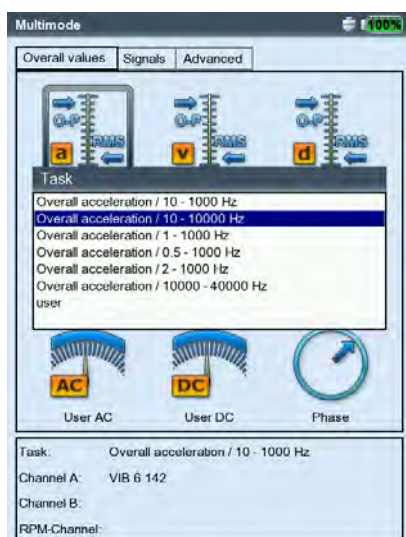 Multimode 100%
Overall values Signals Advanced
O-P O-P O-P
RMS RMS RMS
a v d
Task
Overall acceleration / 10 - 1000 Hz
Overall acceleration / 10 - 10000 Hz
Overall acceleration / 1 - 1000 Hz
Overall acceleration / 0.5 - 1000 Hz
Overall acceleration / 2 - 1000 Hz
Overall acceleration / 10000 - 40000 Hz
user
AC DC
User AC User DC Phase
Task: Overall acceleration / 10 - 1000 Hz
Channel A: VIB 6 142
Channel B:
RPM-Channel: